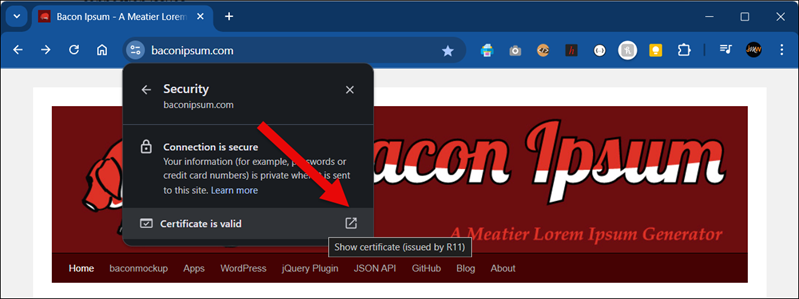 Bacon Ipsum - A Meatier Lorem
baconipsum.com
Security
baconipsum.com
Connection is secure
Your information (for example, passwords or
credit card numbers) is private when it is sent
to this site. Learn more
Certificate is valid
Show certificate (issued by R11)
Bacon Ipsum
A Meatier Lorem Ipsum Generator
Home baconmockup Apps WordPress jQuery Plugin JSON API GitHub Blog About